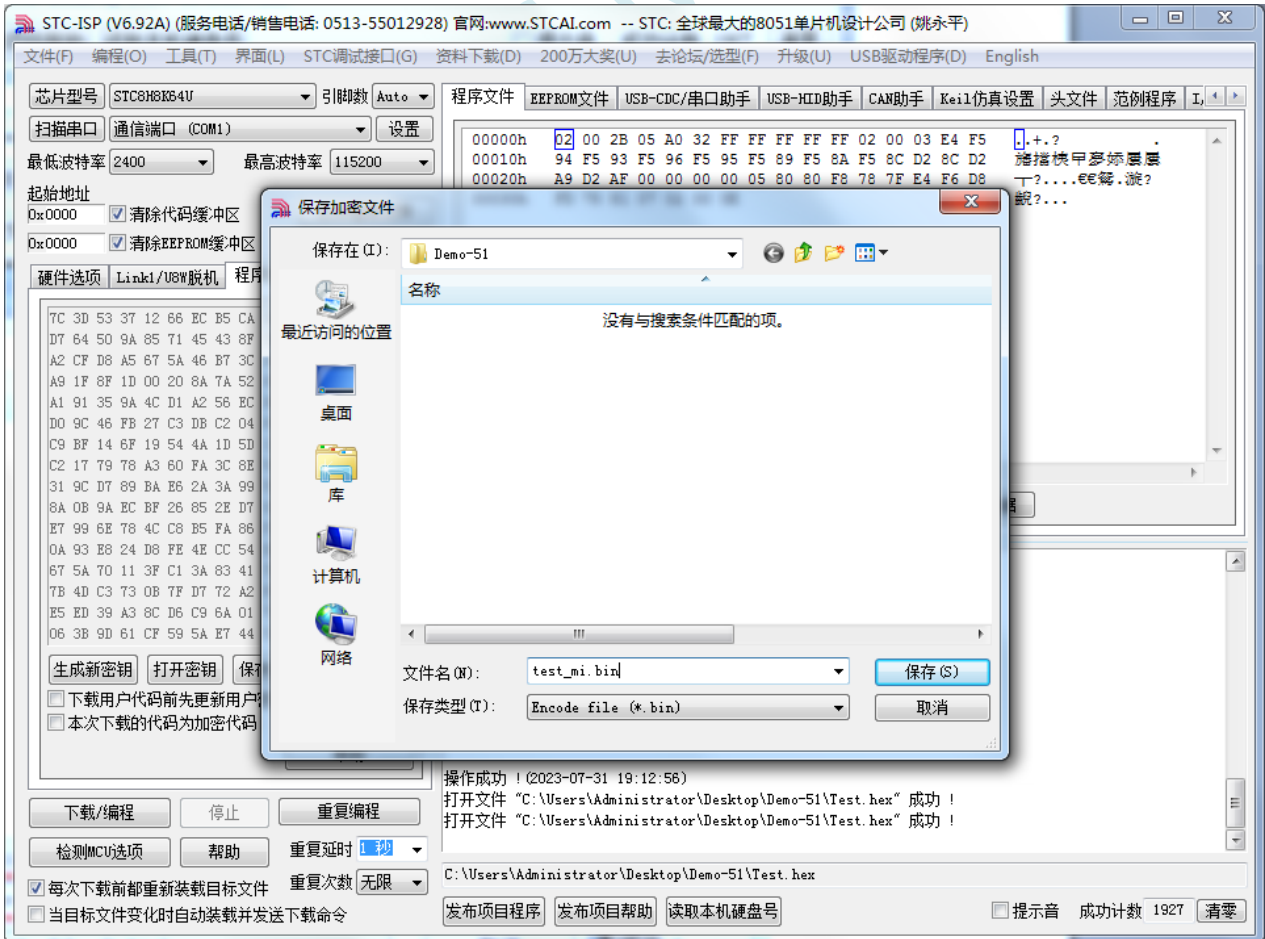 STC-ISP (V6.92A) (服务电话/销售电话: 0513-55012928) 官网:www.STCAI.com -- STC: 全球最大的8051单片机设计公司 (姚永平)
文件(F) 编程(O) 工具(T) 界面(L) STC调试接口(G) 资料下载(D) 200万大奖(U) 去论坛/选型(F) 升级(U) USB驱动程序(D) English
芯片型号 STC8H8K64U 引脚数 Auto
扫描串口 通信端口 (COM1) 设置
最低波特率 2400 最高波特率 115200
起始地址
0x0000 清除代码缓冲区
0x0000 清除EEPROM缓冲区
硬件选项 Link1/U8W脱机 程序
7C 3D 53 37 12 66 EC B5 CA
D7 64 50 9A 85 71 45 43 8F
A2 CF D8 A5 67 5A 46 B7 3C
A9 1F 8F 1D 00 20 8A 7A 52
A1 91 35 9A 4C D1 A2 56 EC
D0 9C 46 FB 27 C3 DB C2 04
C9 BF 14 6F 19 54 4A 1D 5D
C2 17 79 78 A3 60 FA 3C 8E
31 9C D7 89 BA E6 2A 3A 99
8A 0B 9A EC BF 26 85 2E D7
E7 99 6E 78 4C C8 B5 FA 86
0A 93 E8 24 D8 FE 4E CC 54
67 5A 70 11 3F C1 3A 83 41
7B 4D C3 73 0B 7F D7 72 A2
E5 ED 39 A3 8C D6 C9 6A 01
06 3B 9D 61 CF 59 5A E7 44
生成新密钥 打开密钥
下载用户代码前先更新用户
本次下载的代码为加密代码
下载/编程 停止 重复编程
检测MCU选项 帮助 重复延时 1 秒
每次下载前都重新装载目标文件 重复次数 无限
当目标文件变化时自动装载并发送下载命令
程序文件 EEPROM文件 USB-CDC/串口助手 USB-HID助手 CAN助手 Keil仿真设置 头文件 范例程序 I,
00000h 02 00 2B 05 A0 32 FF FF FF FF FF 02 00 03 E4 F5 ..+.? .
00010h 94 F5 93 F5 96 F5 95 F5 89 F5 8A F5 8C D2 8C D2
00020h A9 D2 AF 00 00 00 00 05 80 80 F8 78 7F E4 F6 D8
保存加密文件
保存在(I): Demo-51
名称
没有与搜索条件匹配的项。
最近访问的位置
桌面
库
计算机
网络
文件名(N): test_mi.bin 保存(S)
保存类型(T): Encode file (*.bin) 取消
操作成功 !(2023-07-31 19:12:56)
打开文件 “C:\Users\Administrator\Desktop\Demo-51\Test.hex” 成功 !
打开文件 “C:\Users\Administrator\Desktop\Demo-51\Test.hex” 成功 !
C:\Users\Administrator\Desktop\Demo-51\Test.hex
发布项目程序 发布项目帮助 读取本机硬盘号 提示音 成功计数 1927 清零